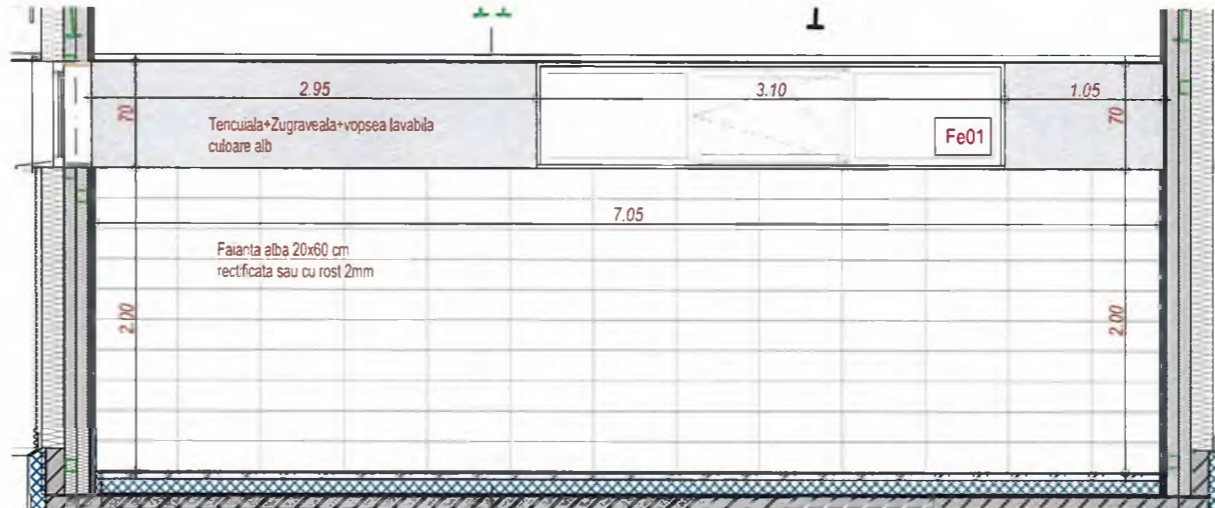 2.95
3.10
1.05
70
70
Tencuiala+Zugraveala+vopsea lavabila
culoare alb
Fe01
7.05
Faianta alba 20x60 cm
rectificata sau cu rost 2mm
2.00
2.00